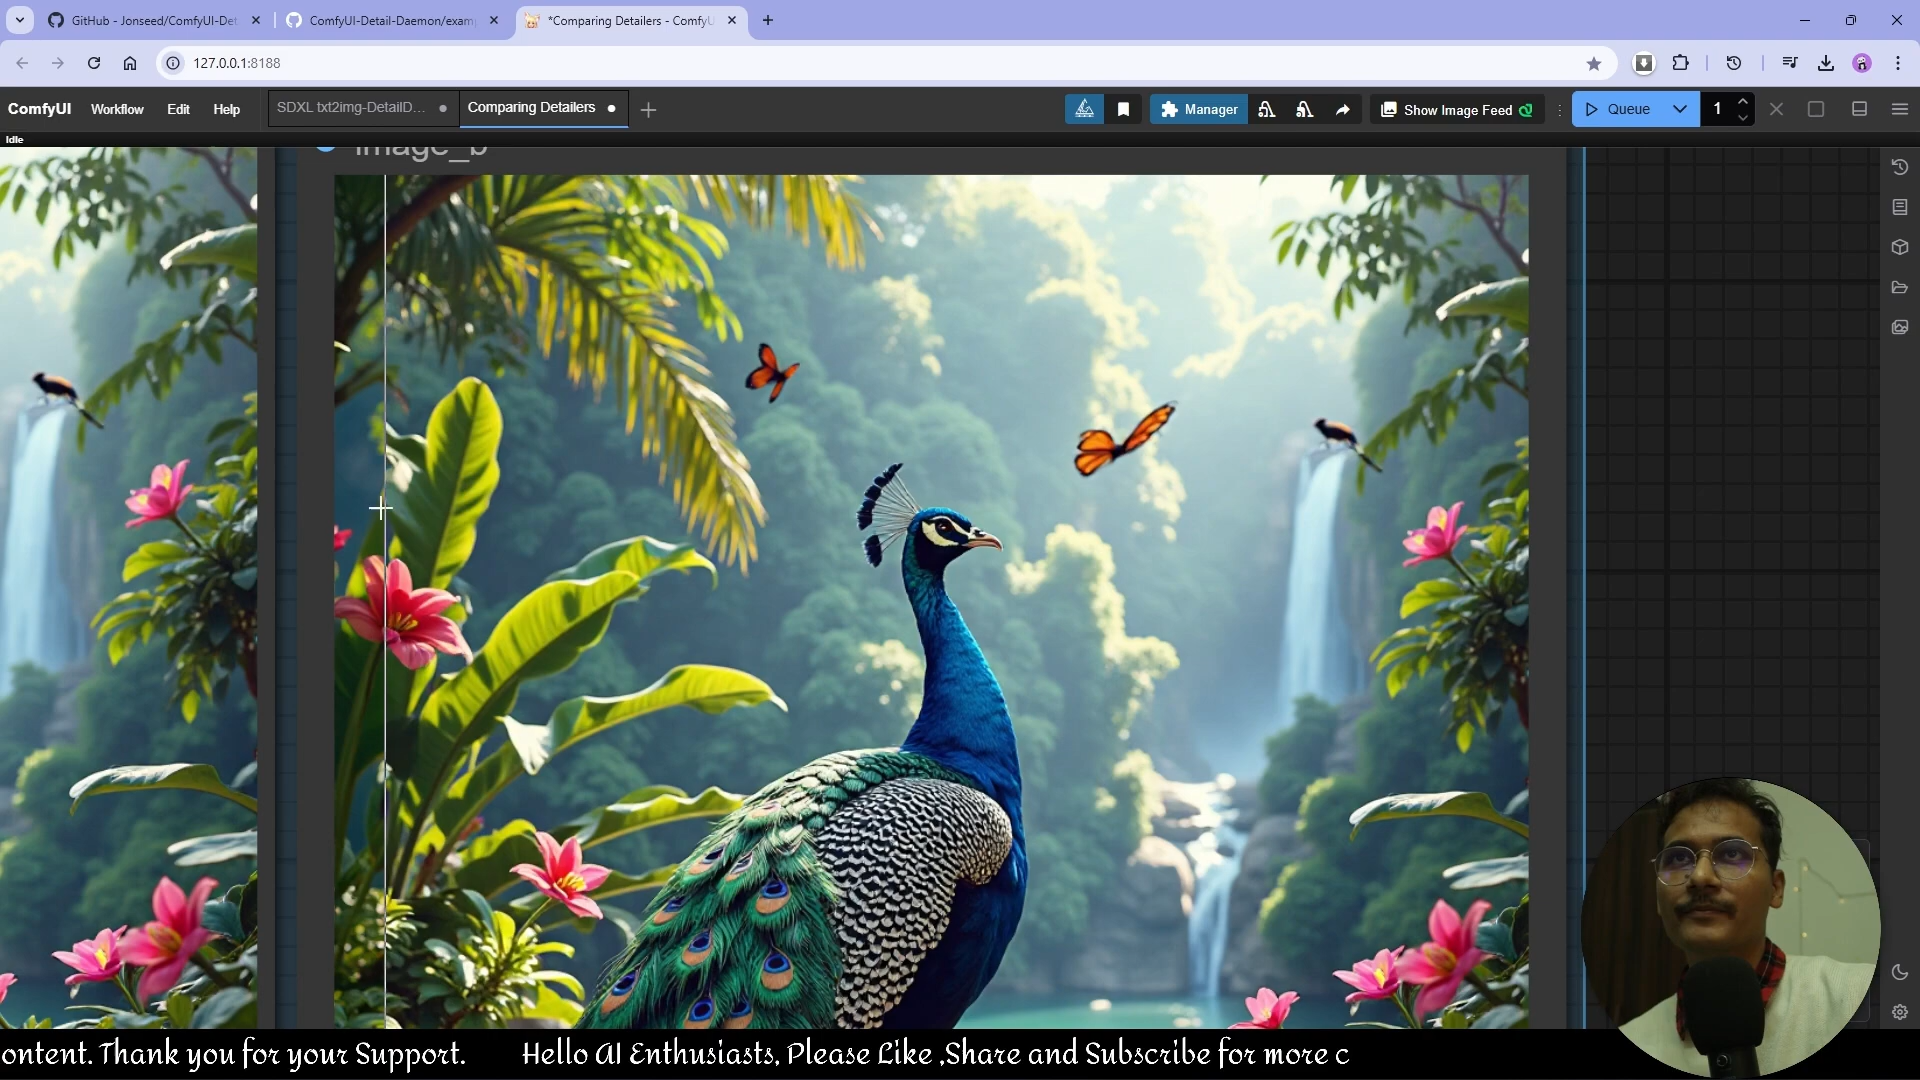 GitHub - Jonseed/ComfyUI-Det
ComfyUI-Detail-Daemon/exam
*Comparing Detailers - ComfyU
127.0.0.1:8188
ComfyUI
Workflow
Edit
Help
SDXL txt2img-DetailD...
Comparing Detailers
Manager
Show Image Feed
Queue
1
Idle
image_b
ontent. Thank you for your Support. Hello AI Enthusiasts, Please Like ,Share and Subscribe for more c